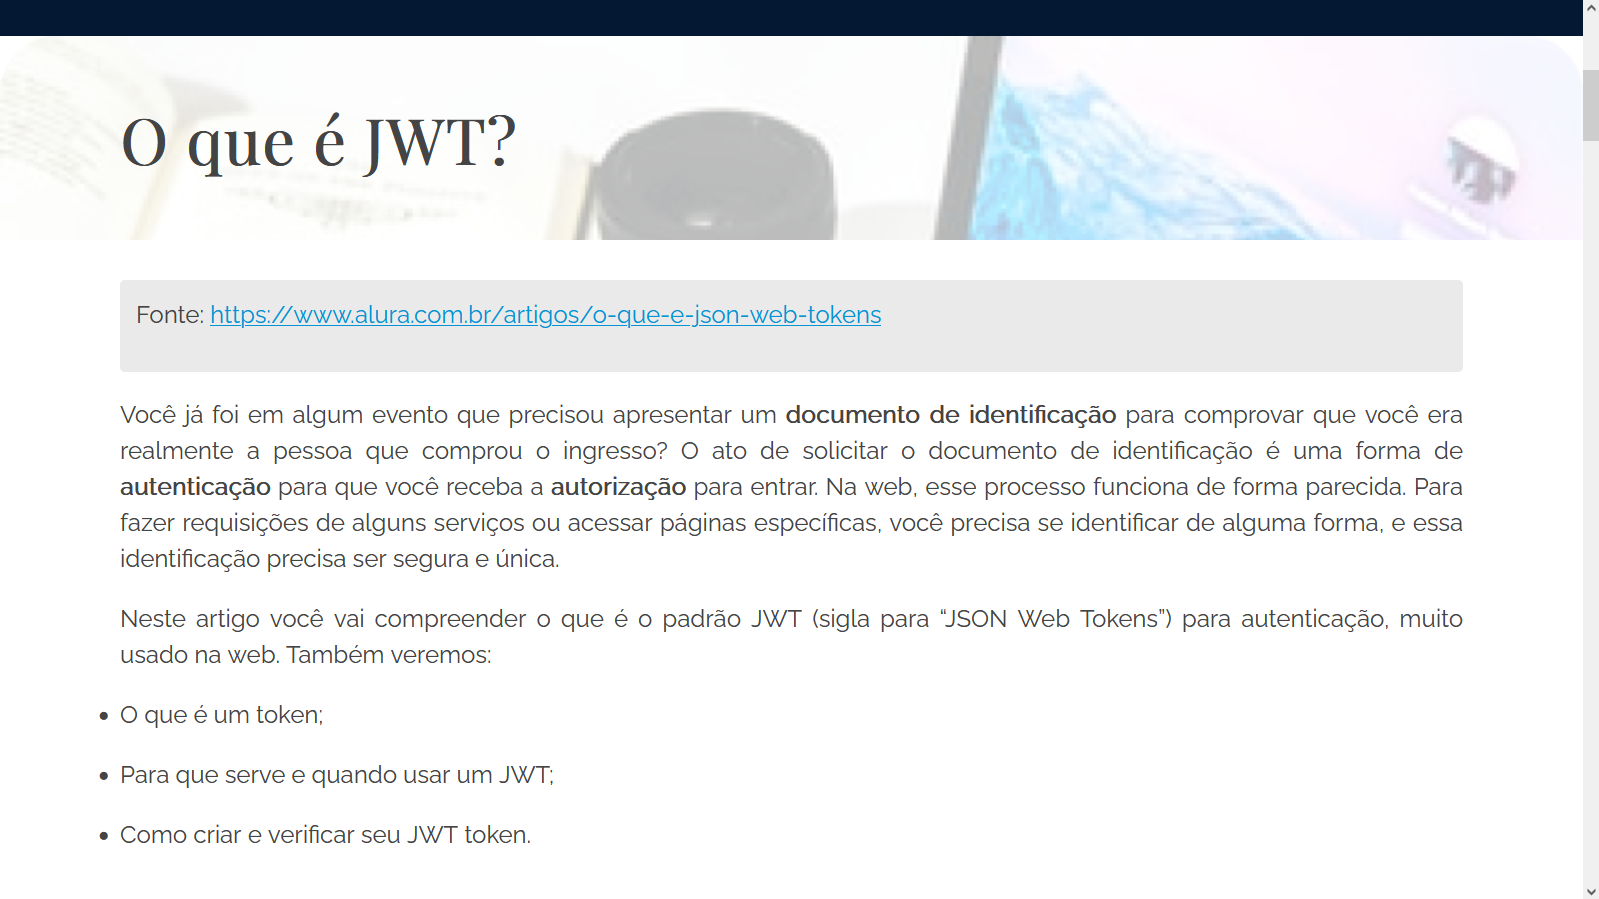 O que é JWT?
Fonte: https://www.alura.com.br/artigos/o-que-e-json-web-tokens
Você já foi em algum evento que precisou apresentar um documento de identificação para comprovar que você era
realmente a pessoa que comprou o ingresso? O ato de solicitar o documento de identificação é uma forma de
autenticação para que você receba a autorização para entrar. Na web, esse processo funciona de forma parecida. Para
fazer requisições de alguns serviços ou acessar páginas específicas, você precisa se identificar de alguma forma, e essa
identificação precisa ser segura e única.
Neste artigo você vai compreender o que é o padrão JWT (sigla para “JSON Web Tokens”) para autenticação, muito
usado na web. Também veremos:
• O que é um token;
• Para que serve e quando usar um JWT;
• Como criar e verificar seu JWT token.